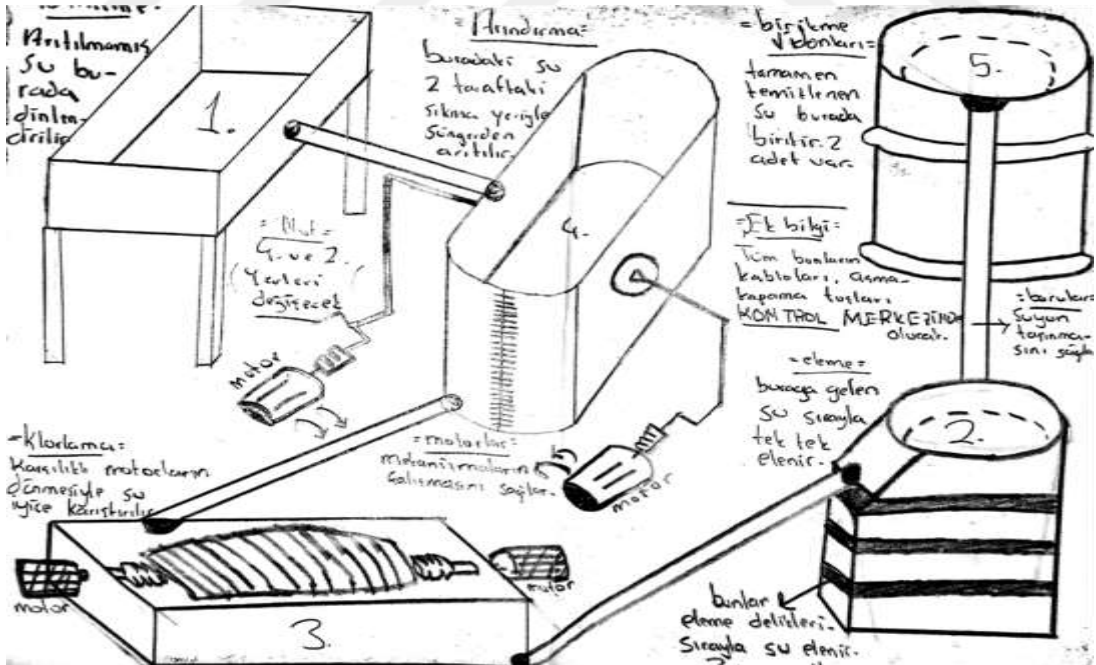 Arıtılmamış
su bu-
rada
dinlen-
dirilir
1.
= Arındırma=
buradaki su
2 taraftaki
sıkma yeriyle
süngerden
arıtılır.
= birikme
bidonları=
tamamen
temizlenen
su burada
birikir. 2
adet var.
5.
4.
= Not =
4. ve 2.
(Yerleri
değişecek)
motor
=Ek bilgi=
Tüm bunların
kabloları, açma-
kapama tuşları
KONTROL MERKEZİNDE
olucak.
=borular=
suyun
taşınma-
sını sağlar
=eleme=
buraya gelen
su sırayla
tek tek
elenir.
2.
=Klorlama=
Karşılıklı motorların
dönmesiyle su
iyice karıştırılır
=motorlar=
mekanizmaların
çalışmasını sağlar.
motor
motor
motor
3.
bunlar
eleme delikleri.
Sırayla su elenir.